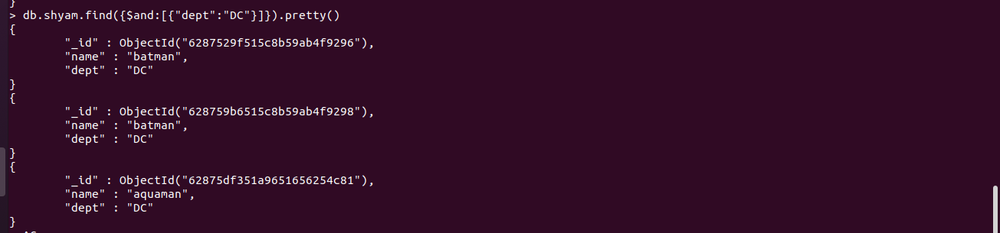 }
> db.shyam.find({$and:[{"dept":"DC"}]}).pretty()
{
"_id" : ObjectId("6287529f515c8b59ab4f9296"),
"name" : "batman",
"dept" : "DC"
}
{
"_id" : ObjectId("628759b6515c8b59ab4f9298"),
"name" : "batman",
"dept" : "DC"
}
{
"_id" : ObjectId("62875df351a9651656254c81"),
"name" : "aquaman",
"dept" : "DC"
}